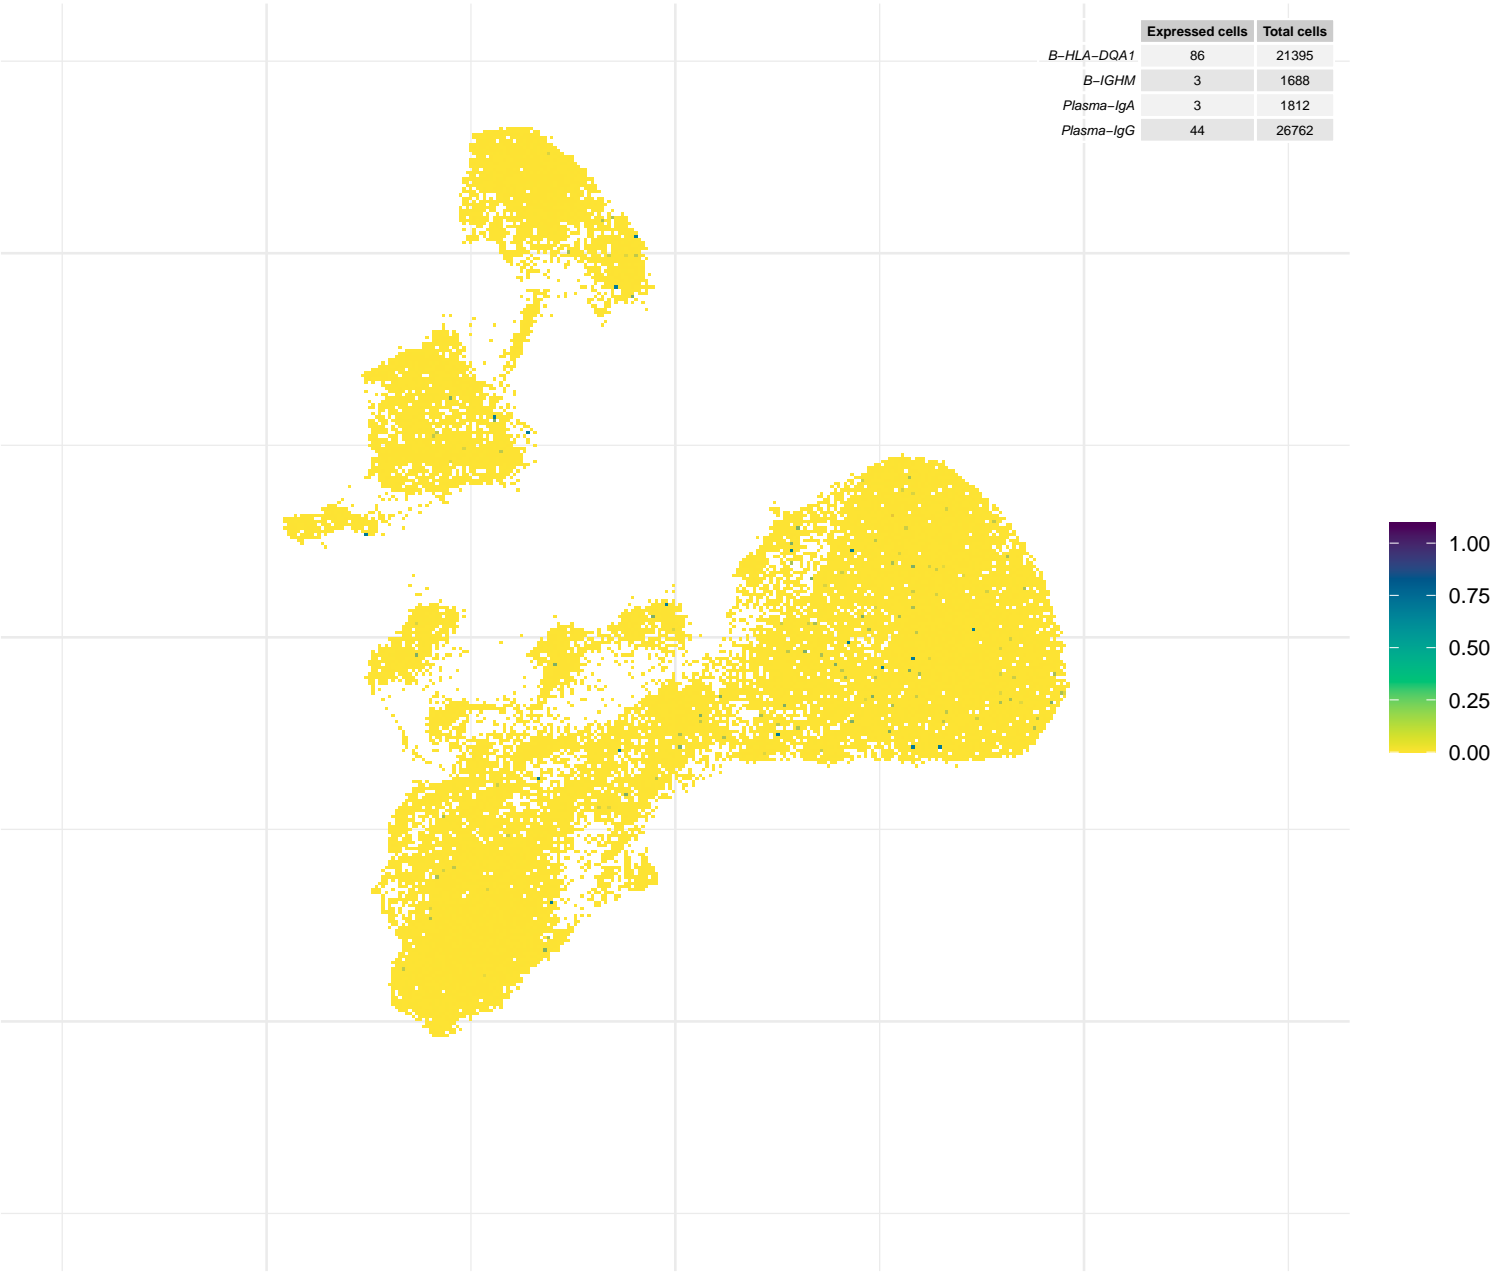 Expressed cells Total cells
B−HLA−DQA1 86 21395
B−IGHM 3 1688
Plasma−IgA 3 1812
Plasma−IgG 44 26762
1.00
0.75
0.50
0.25
0.00